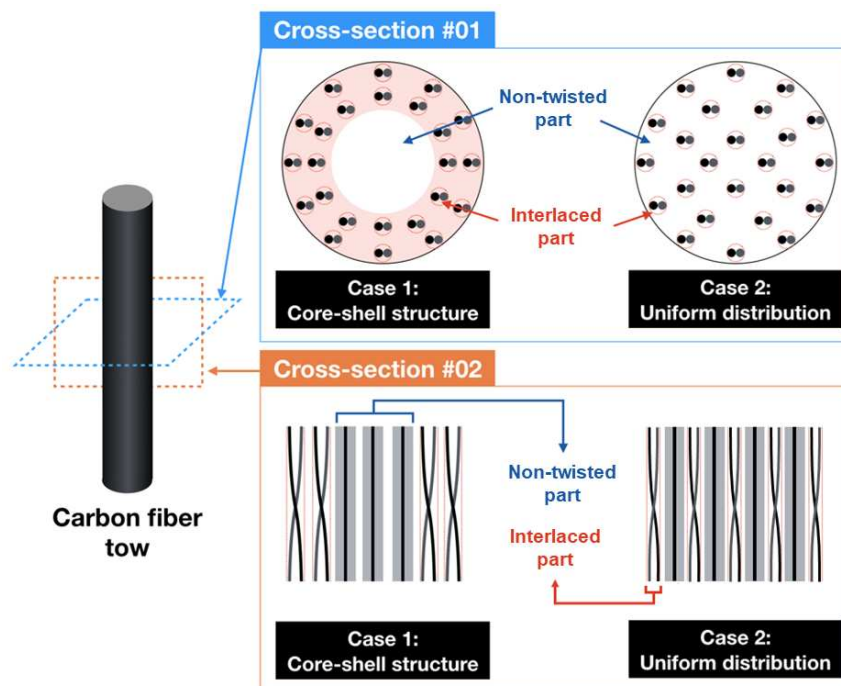 Cross-section #01
Non-twisted
part
Interlaced
part
Case 1:
Core-shell structure
Case 2:
Uniform distribution
Carbon fiber
tow
Cross-section #02
Non-twisted
part
Interlaced
part
Case 1:
Core-shell structure
Case 2:
Uniform distribution